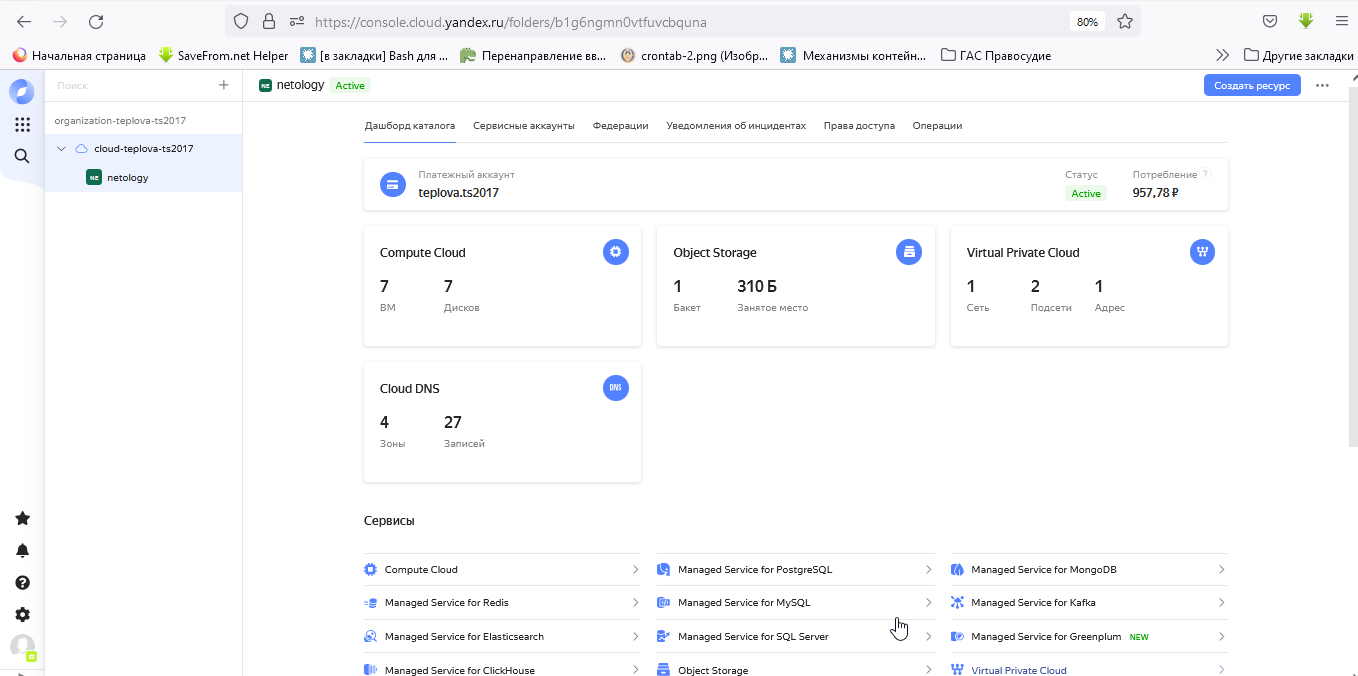 https://console.cloud.yandex.ru/folders/b1g6ngmn0vtfuvcbquna
80%
Начальная страница
SaveFrom.net Helper
[в закладки] Bash для ...
Перенаправление вв...
crontab-2.png (Изобр...
Механизмы контейн...
ГАС Правосудие
Другие закладки
Поиск
NE netology Active
Создать ресурс
organization-teplova-ts2017
cloud-teplova-ts2017
NE netology
Дашборд каталога
Сервисные аккаунты
Федерации
Уведомления об инцидентах
Права доступа
Операции
Платежный аккаунт
teplova.ts2017
Статус
Active
Потребление ?
957,78 ₽
Compute Cloud
7 7
ВМ Дисков
Object Storage
1 310 Б
Бакет Занятое место
Virtual Private Cloud
1 2 1
Сеть Подсети Адрес
Cloud DNS
DNS
4 27
Зоны Записей
Сервисы
Compute Cloud
Managed Service for PostgreSQL
Managed Service for MongoDB
Managed Service for Redis
Managed Service for MySQL
Managed Service for Kafka
Managed Service for Elasticsearch
Managed Service for SQL Server
Managed Service for Greenplum NEW
Managed Service for ClickHouse
Object Storage
Virtual Private Cloud